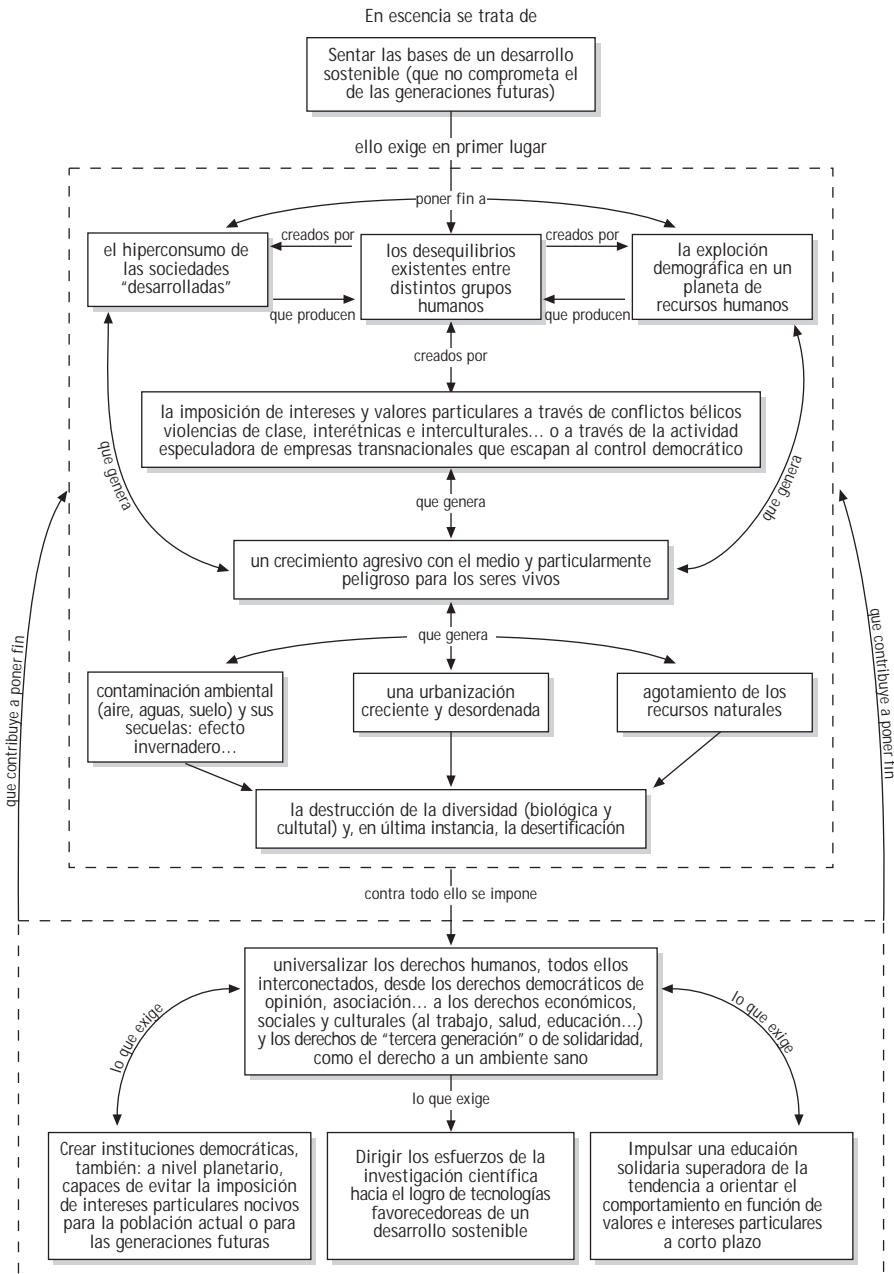 En escencia se trata de
Sentar las bases de un desarrollo
sostenible (que no comprometa el
de las generaciones futuras)
ello exige en primer lugar
poner fin a
el hiperconsumo de
las sociedades
“desarrolladas”
creados por
que producen
los desequilibrios
existentes entre
distintos grupos
humanos
creados por
que producen
la exploción
demográfica en un
planeta de
recursos humanos
creados por
la imposición de intereses y valores particulares a través de conflictos bélicos
violencias de clase, interétnicas e interculturales... o a través de la actividad
especuladora de empresas transnacionales que escapan al control democrático
que genera
que genera
que genera
un crecimiento agresivo con el medio y particularmente
peligroso para los seres vivos
que genera
contaminación ambiental
(aire, aguas, suelo) y sus
secuelas: efecto
invernadero...
una urbanización
creciente y desordenada
agotamiento de los
recursos naturales
la destrucción de la diversidad (biológica y
cultutal) y, en última instancia, la desertificación
que contribuye a poner fin
que contribuye a poner fin
contra todo ello se impone
universalizar los derechos humanos, todos ellos
interconectados, desde los derechos democráticos de
opinión, asociación... a los derechos económicos,
sociales y culturales (al trabajo, salud, educación...)
y los derechos de “tercera generación” o de solidaridad,
como el derecho a un ambiente sano
lo que exige
lo que exige
lo que exige
Crear instituciones democráticas,
también: a nivel planetario,
capaces de evitar la imposición
de intereses particulares nocivos
para la población actual o para
las generaciones futuras
Dirigir los esfuerzos de la
investigación científica
hacia el logro de tecnologías
favorecedoreas de un
desarrollo sostenible
Impulsar una educaión
solidaria superadora de la
tendencia a orientar el
comportamiento en función de
valores e intereses particulares
a corto plazo